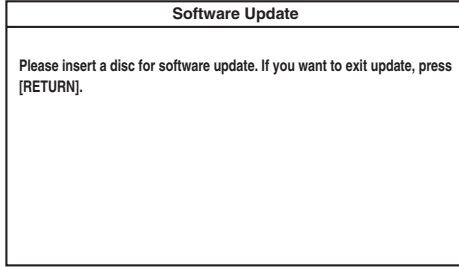 Software Update
Please insert a disc for software update. If you want to exit update, press
[RETURN].